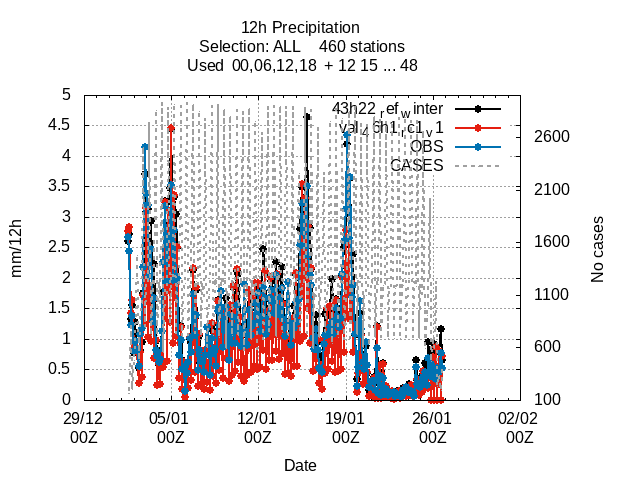 12h Precipitation
Selection: ALL 460 stations
Used 00,06,12,18 + 12 15 ... 48
43h22refwinter
val46h1rc1v1
OBS
CASES
5
4.5
4
3.5
3
2.5
2
1.5
1
0.5
0
2600
2100
1600
1100
600
100
mm/12h
No cases
29/12 05/01 12/01 19/01 26/01 02/02
00Z 00Z 00Z 00Z 00Z 00Z
Date